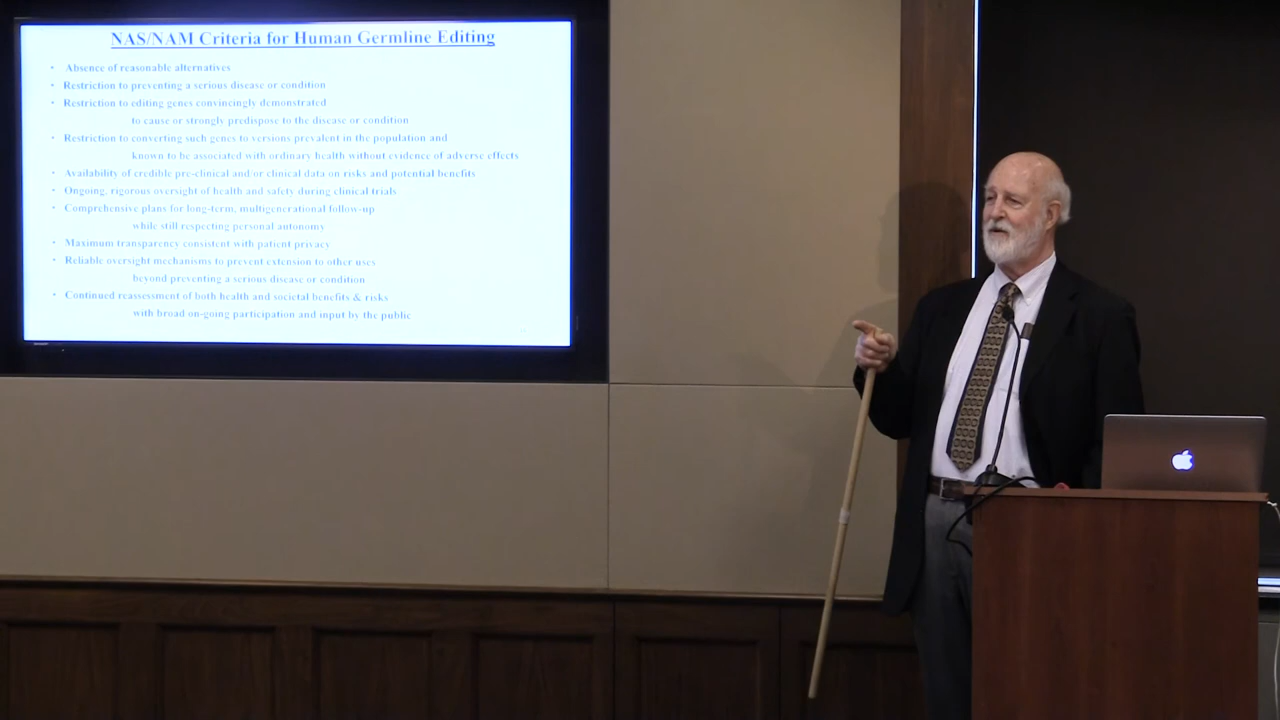 NAS/NAM Criteria for Human Germline Editing
• Absence of reasonable alternatives
• Restriction to preventing a serious disease or condition
• Restriction to editing genes convincingly demonstrated
to cause or strongly predispose to the disease or condition
• Restriction to converting such genes to versions prevalent in the population and
known to be associated with ordinary health without evidence of adverse effects
• Availability of credible pre-clinical and/or clinical data on risks and potential benefits
• Ongoing, rigorous oversight of health and safety during clinical trials
• Comprehensive plans for long-term, multigenerational follow-up
while still respecting personal autonomy
• Maximum transparency consistent with patient privacy
• Reliable oversight mechanisms to prevent extension to other uses
beyond preventing a serious disease or condition
• Continued reassessment of both health and societal benefits & risks
with broad on-going participation and input by the public